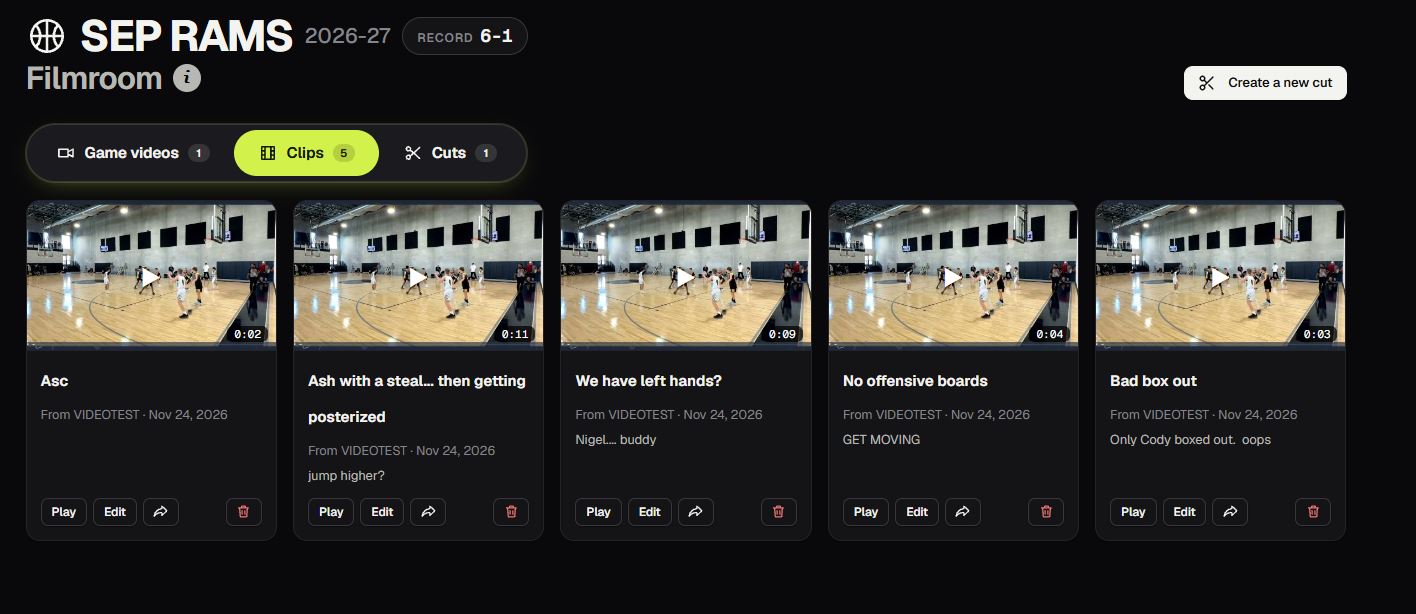 SEP RAMS 2026-27 RECORD 6-1
Filmroom i
Create a new cut
Game videos 1 Clips 5 Cuts 1
0:02
0:11
0:09
0:04
0:03
Asc
From VIDEOTEST · Nov 24, 2026
Play Edit
Ash with a steal... then getting
posterized
From VIDEOTEST · Nov 24, 2026
jump higher?
Play Edit
We have left hands?
From VIDEOTEST · Nov 24, 2026
Nigel.... buddy
Play Edit
No offensive boards
From VIDEOTEST · Nov 24, 2026
GET MOVING
Play Edit
Bad box out
From VIDEOTEST · Nov 24, 2026
Only Cody boxed out.  oops
Play Edit